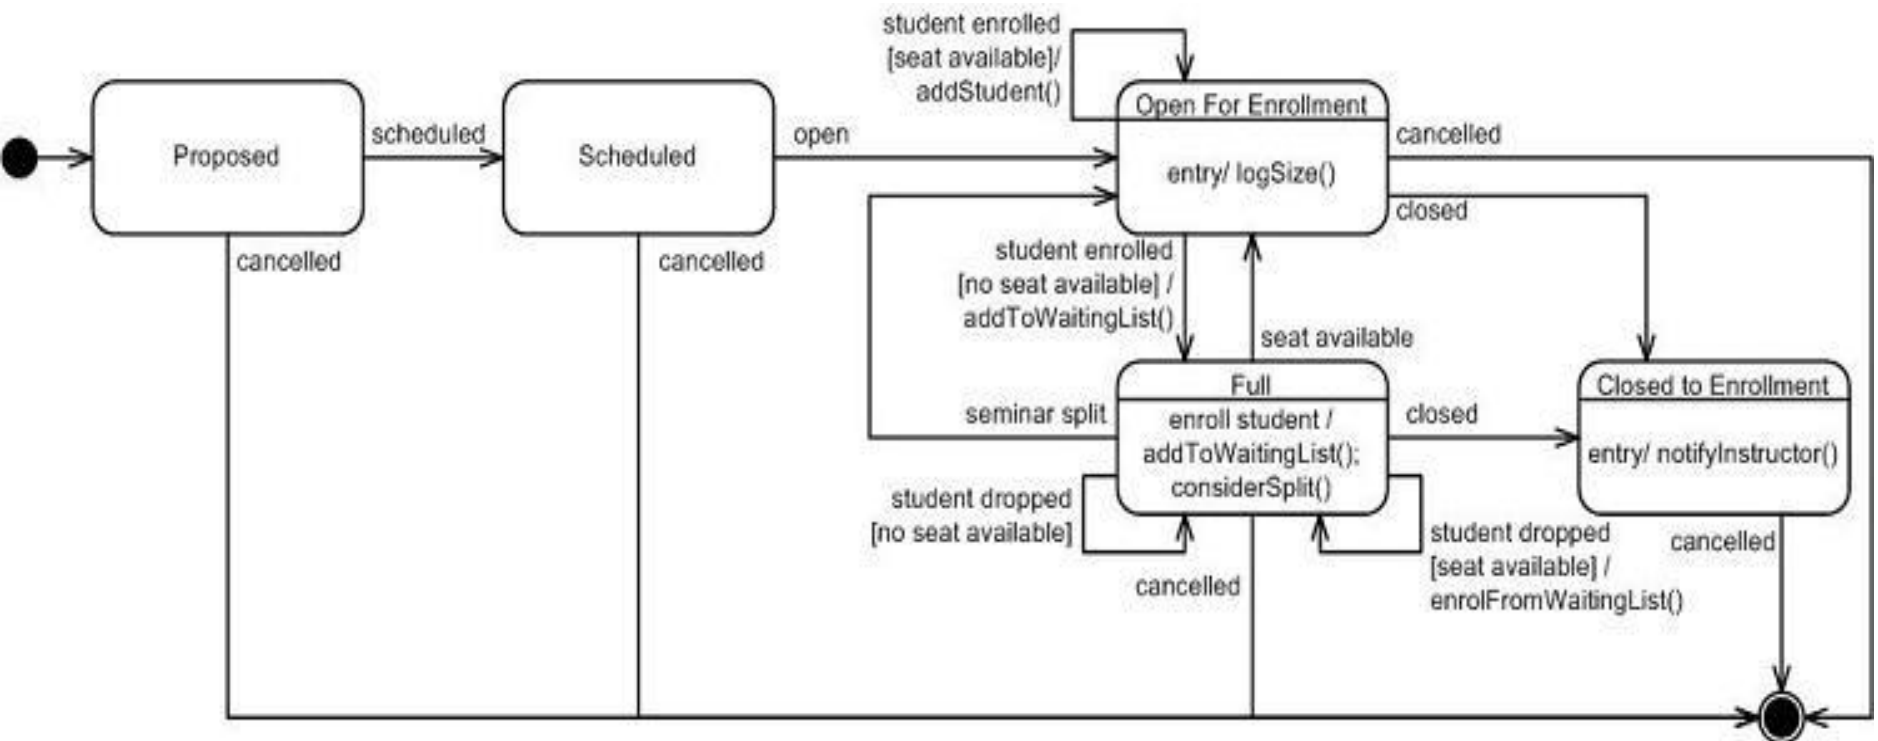 student enrolled
[seat available]/
addStudent()
Open For Enrollment
entry/ logSize()
Proposed
scheduled
Scheduled
open
cancelled
closed
cancelled
cancelled
student enrolled
[no seat available] /
addToWaitingList()
seat available
Full
enroll student /
addToWaitingList();
considerSplit()
seminar split
closed
Closed to Enrollment
entry/ notifyInstructor()
student dropped
[no seat available]
student dropped
[seat available] /
enrolFromWaitingList()
cancelled
cancelled